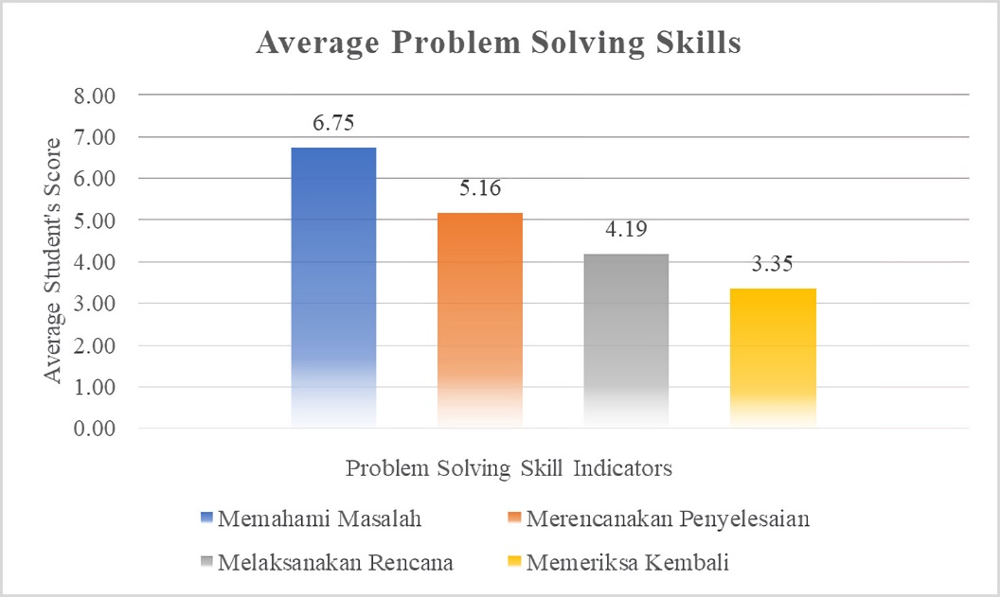 Average Problem Solving Skills
8.00
7.00
6.00
5.00
4.00
3.00
2.00
1.00
0.00
Average Student's Score
6.75
5.16
4.19
3.35
Problem Solving Skill Indicators
Memahami Masalah
Merencanakan Penyelesaian
Melaksanakan Rencana
Memeriksa Kembali